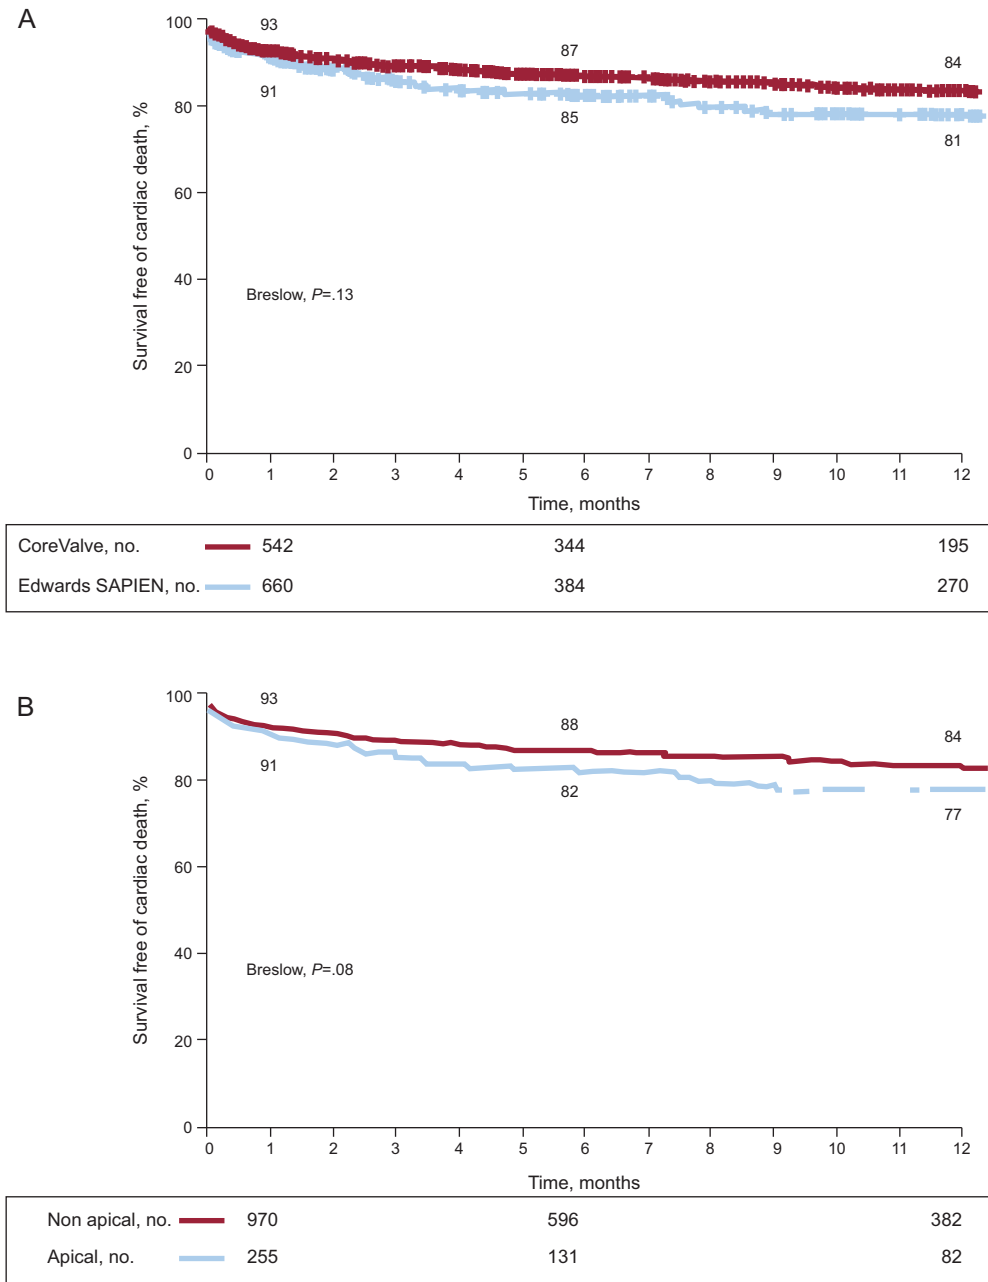 A
Survival free of cardiac death, %
100
80
60
40
20
0
93
87
84
91
85
81
Breslow, P=.13
0 1 2 3 4 5 6 7 8 9 10 11 12
Time, months
CoreValve, no. 542 344 195
Edwards SAPIEN, no. 660 384 270
B
Survival free of cardiac death, %
100
80
60
40
20
0
93
88
84
91
82
77
Breslow, P=.08
0 1 2 3 4 5 6 7 8 9 10 11 12
Time, months
Non apical, no. 970 596 382
Apical, no. 255 131 82